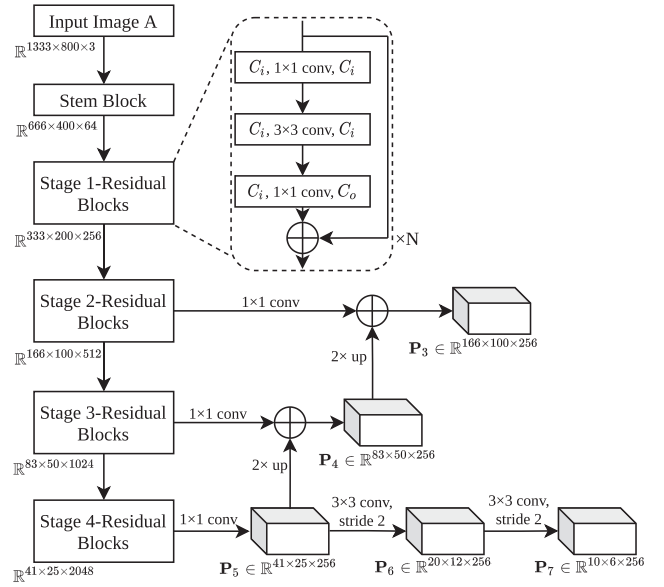 Input Image A
ℝ^{1333×800×3}
Stem Block
ℝ^{666×400×64}
Stage 1-Residual
Blocks
ℝ^{333×200×256}
C_i, 1×1 conv, C_i
C_i, 3×3 conv, C_i
C_i, 1×1 conv, C_o
×N
Stage 2-Residual
Blocks
ℝ^{166×100×512}
1×1 conv
P_3 ∈ ℝ^{166×100×256}
2× up
Stage 3-Residual
Blocks
ℝ^{83×50×1024}
1×1 conv
P_4 ∈ ℝ^{83×50×256}
2× up
Stage 4-Residual
Blocks
ℝ^{41×25×2048}
1×1 conv
P_5 ∈ ℝ^{41×25×256}
3×3 conv,
stride 2
P_6 ∈ ℝ^{20×12×256}
3×3 conv,
stride 2
P_7 ∈ ℝ^{10×6×256}